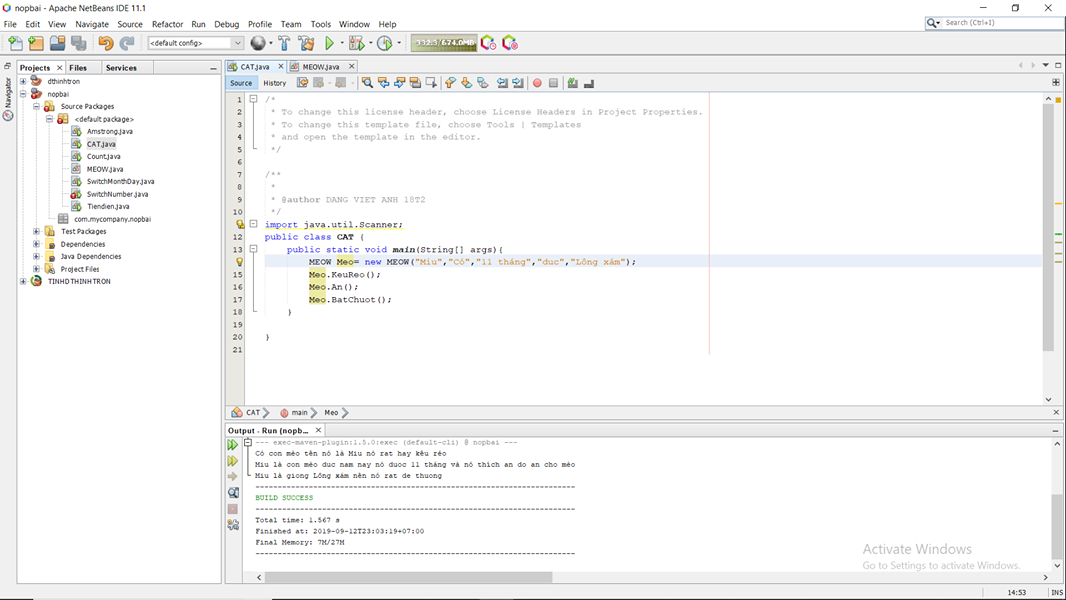 nopbai - Apache NetBeans IDE 11.1
File Edit View Navigate Source Refactor Run Debug Profile Team Tools Window Help
Search (Ctrl+I)
<default config>
332.3/674.0MB
Projects Files Services
CAT.java MEOW.java
Source History
Navigator
dthinhtron
nopbai
Source Packages
<default package>
Amstrong.java
CAT.java
Count.java
MEOW.java
SwitchMonthDay.java
SwitchNumber.java
Tiendien.java
com.mycompany.nopbai
Test Packages
Dependencies
Java Dependencies
Project Files
TINHDTHINHTRON
1 /*
2 * To change this license header, choose License Headers in Project Properties.
3 * To change this template file, choose Tools | Templates
4 * and open the template in the editor.
5 */
6
7 /**
8 *
9 * @author DANG VIET ANH 18T2
10 */
import java.util.Scanner;
12 public class CAT {
13 public static void main(String[] args){
MEOW Meo= new MEOW("Miu","Có","11 tháng","duc","Lông xám");
15 Meo.KeuReo();
16 Meo.An();
17 Meo.BatChuot();
18 }
19
20 }
21
CAT main Meo
Output - Run (nopb...
--- exec-maven-plugin:1.5.0:exec (default-cli) @ nopbai ---
Có con mèo tên nó là Miu nó rat hay kêu réo
Miu là con mèo duc nam nay nó duoc 11 tháng và nó thích an do an cho mèo
Miu là giong Lông xám nên nó rat de thuong
------------------------------------------------------------------------
BUILD SUCCESS
------------------------------------------------------------------------
Total time: 1.567 s
Finished at: 2019-09-12T23:03:19+07:00
Final Memory: 7M/27M
------------------------------------------------------------------------
Activate Windows
Go to Settings to activate Windows.
14:53 INS